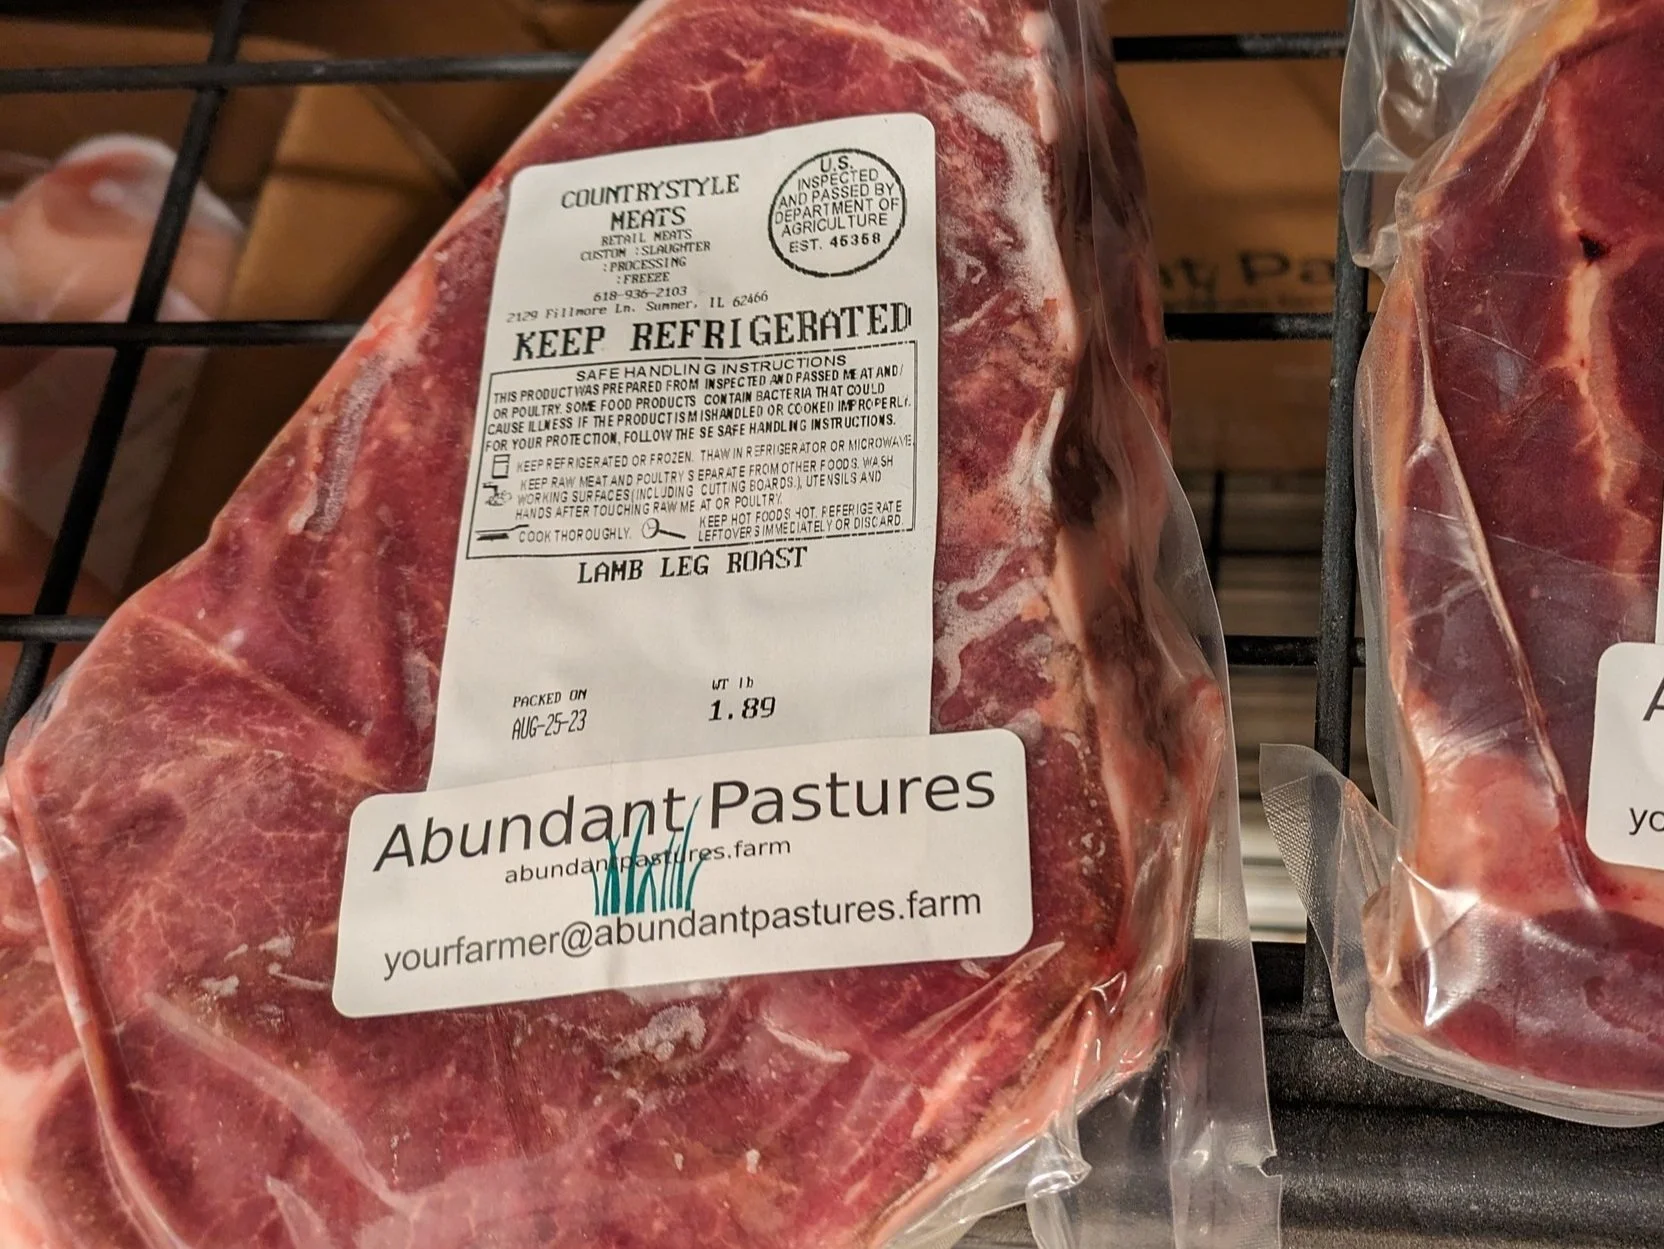 COUNTRYSTYLE
MEATS
RETAIL MEATS
CUSTOM :SLAUGHTER
:PROCESSING
:FREEZE
618-936-2103
2129 Fillmore Ln. Sumner, IL 62466
U.S.
INSPECTED
AND PASSED BY
DEPARTMENT OF
AGRICULTURE
EST. 45358
KEEP REFRIGERATED
SAFE HANDLING INSTRUCTIONS
THIS PRODUCT WAS PREPARED FROM INSPECTED AND PASSED MEAT AND/
OR POULTRY. SOME FOOD PRODUCTS CONTAIN BACTERIA THAT COULD
CAUSE ILLNESS IF THE PRODUCT IS MISHANDLED OR COOKED IMPROPERLY.
FOR YOUR PROTECTION, FOLLOW THESE SAFE HANDLING INSTRUCTIONS.
KEEP REFRIGERATED OR FROZEN. THAW IN REFRIGERATOR OR MICROWAVE.
KEEP RAW MEAT AND POULTRY SEPARATE FROM OTHER FOODS. WASH
WORKING SURFACES (INCLUDING CUTTING BOARDS.), UTENSILS AND
HANDS AFTER TOUCHING RAW MEAT OR POULTRY.
COOK THOROUGHLY.
KEEP HOT FOODS HOT. REFERIGERATE
LEFTOVERS IMMEDIATELY OR DISCARD.
LAMB LEG ROAST
PACKED ON
AUG-25-23
WT lb
1.89
Abundant Pastures
abundantpastures.farm
yourfarmer@abundantpastures.farm